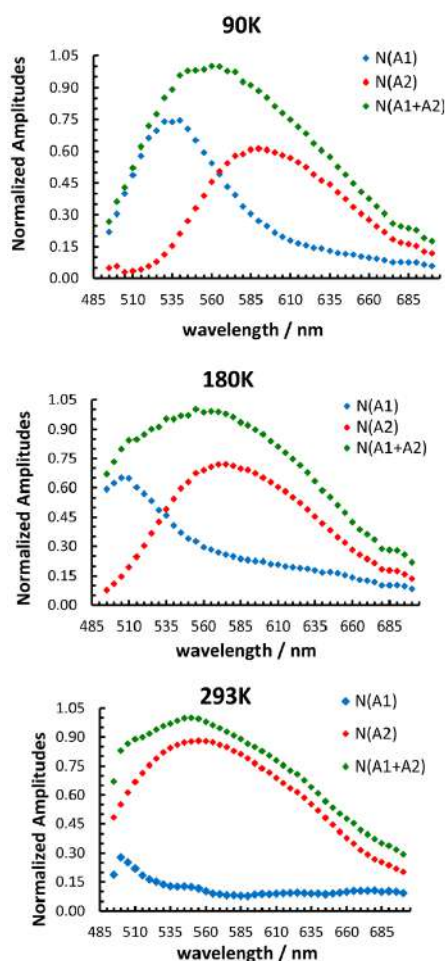 90K
Normalized Amplitudes
1.05
0.90
0.75
0.60
0.45
0.30
0.15
0.00
N(A1)
N(A2)
N(A1+A2)
485 510 535 560 585 610 635 660 685
wavelength / nm
180K
Normalized Amplitudes
1.05
0.90
0.75
0.60
0.45
0.30
0.15
0.00
N(A1)
N(A2)
N(A1+A2)
485 510 535 560 585 610 635 660 685
wavelength / nm
293K
Normalized Amplitudes
1.05
0.90
0.75
0.60
0.45
0.30
0.15
0.00
N(A1)
N(A2)
N(A1+A2)
485 510 535 560 585 610 635 660 685
wavelength / nm